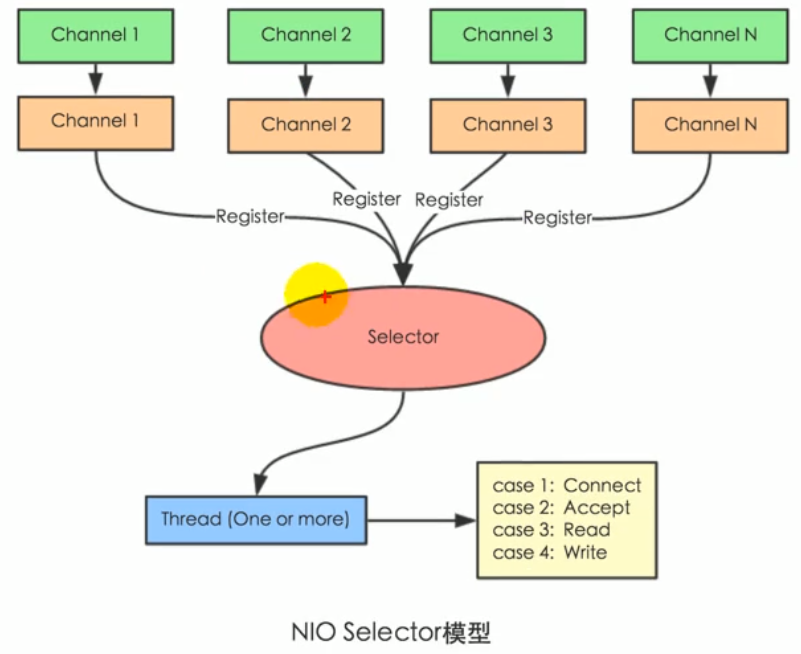 Channel 1
Channel 2
Channel 3
Channel N
Channel 1
Channel 2
Channel 3
Channel N
Register
Register
Register
Register
Selector
Thread (One or more)
case 1: Connect
case 2: Accept
case 3: Read
case 4: Write
NIO Selector模型